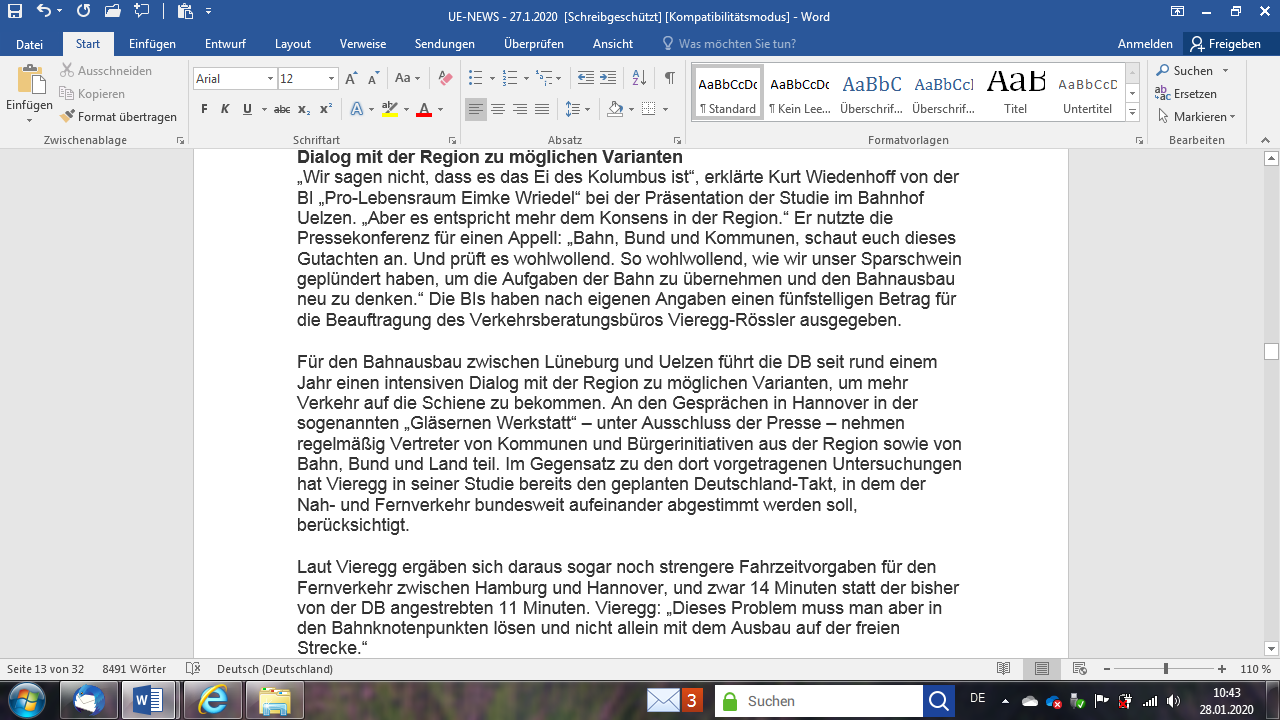 UE-NEWS - 27.1.2020 [Schreibgeschützt] [Kompatibilitätsmodus] - Word
Datei Start Einfügen Entwurf Layout Verweise Sendungen Überprüfen Ansicht Was möchten Sie tun? Anmelden Freigeben
Einfügen
Ausschneiden
Kopieren
Format übertragen
Zwischenablage
Arial 12
F K U abc x₂ x²
Schriftart
Absatz
AaBbCcDc AaBbCcDc AaBbC AaBbCcI AaB AaBbCcD
¶ Standard ¶ Kein Lee... Überschrif... Überschrif... Titel Untertitel
Formatvorlagen
Suchen
Ersetzen
Markieren
Bearbeiten
Dialog mit der Region zu möglichen Varianten
„Wir sagen nicht, dass es das Ei des Kolumbus ist“, erklärte Kurt Wiedenhoff von der
BI „Pro-Lebensraum Eimke Wriedel“ bei der Präsentation der Studie im Bahnhof
Uelzen. „Aber es entspricht mehr dem Konsens in der Region.“ Er nutzte die
Pressekonferenz für einen Appell: „Bahn, Bund und Kommunen, schaut euch dieses
Gutachten an. Und prüft es wohlwollend. So wohlwollend, wie wir unser Sparschwein
geplündert haben, um die Aufgaben der Bahn zu übernehmen und den Bahnausbau
neu zu denken.“ Die BIs haben nach eigenen Angaben einen fünfstelligen Betrag für
die Beauftragung des Verkehrsberatungsbüros Vieregg-Rössler ausgegeben.
Für den Bahnausbau zwischen Lüneburg und Uelzen führt die DB seit rund einem
Jahr einen intensiven Dialog mit der Region zu möglichen Varianten, um mehr
Verkehr auf die Schiene zu bekommen. An den Gesprächen in Hannover in der
sogenannten „Gläsernen Werkstatt“ – unter Ausschluss der Presse – nehmen
regelmäßig Vertreter von Kommunen und Bürgerinitiativen aus der Region sowie von
Bahn, Bund und Land teil. Im Gegensatz zu den dort vorgetragenen Untersuchungen
hat Vieregg in seiner Studie bereits den geplanten Deutschland-Takt, in dem der
Nah- und Fernverkehr bundesweit aufeinander abgestimmt werden soll,
berücksichtigt.
Laut Vieregg ergäben sich daraus sogar noch strengere Fahrzeitvorgaben für den
Fernverkehr zwischen Hamburg und Hannover, und zwar 14 Minuten statt der bisher
von der DB angestrebten 11 Minuten. Vieregg: „Dieses Problem muss man aber in
den Bahnknotenpunkten lösen und nicht allein mit dem Ausbau auf der freien
Strecke.“
Seite 13 von 32 8491 Wörter Deutsch (Deutschland) 110 %
3 Suchen DE 10:43
28.01.2020